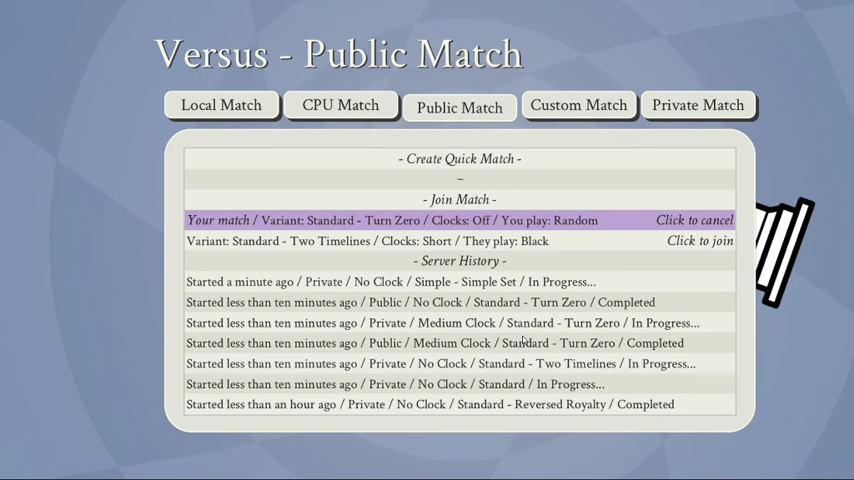 Versus - Public Match
Local Match
CPU Match
Public Match
Custom Match
Private Match
- Create Quick Match -
~
- Join Match -
Your match / Variant: Standard - Turn Zero / Clocks: Off / You play: Random Click to cancel
Variant: Standard - Two Timelines / Clocks: Short / They play: Black Click to join
- Server History -
Started a minute ago / Private / No Clock / Simple - Simple Set / In Progress...
Started less than ten minutes ago / Public / No Clock / Standard - Turn Zero / Completed
Started less than ten minutes ago / Private / Medium Clock / Standard - Turn Zero / In Progress...
Started less than ten minutes ago / Public / Medium Clock / Standard - Turn Zero / Completed
Started less than ten minutes ago / Private / No Clock / Standard - Two Timelines / In Progress...
Started less than ten minutes ago / Private / No Clock / Standard / In Progress...
Started less than an hour ago / Private / No Clock / Standard - Reversed Royalty / Completed